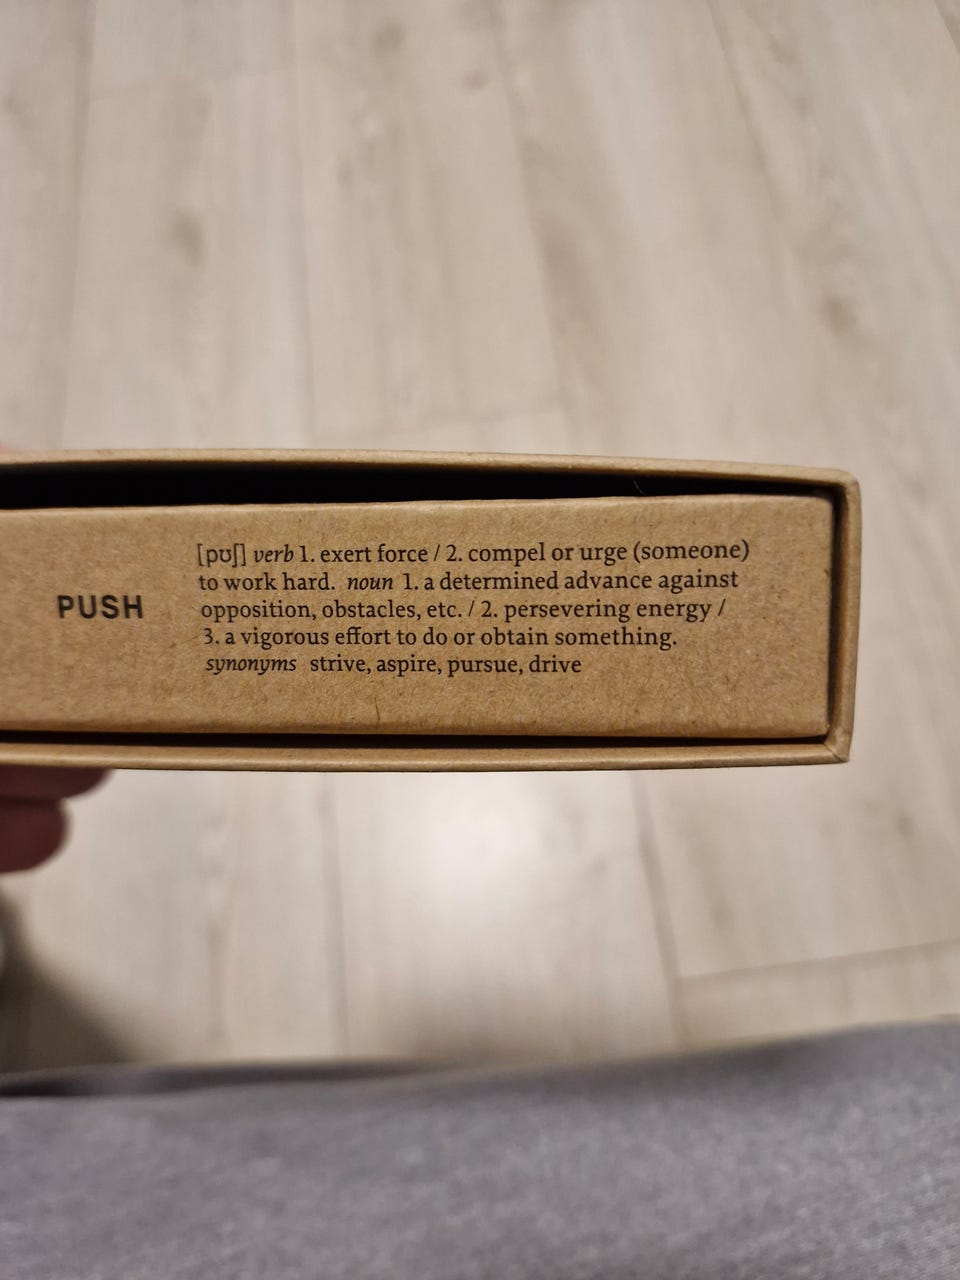 PUSH
[pʊʃ] verb 1. exert force / 2. compel or urge (someone)
to work hard. noun 1. a determined advance against
opposition, obstacles, etc. / 2. persevering energy /
3. a vigorous effort to do or obtain something.
synonyms strive, aspire, pursue, drive